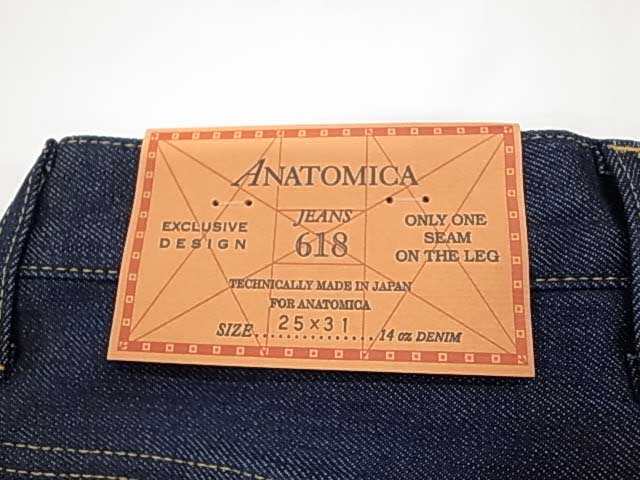 ANATOMICA
JEANS
618
EXCLUSIVE
DESIGN
ONLY ONE
SEAM
ON THE LEG
TECHNICALLY MADE IN JAPAN
FOR ANATOMICA
SIZE....25×31....14 oz DENIM